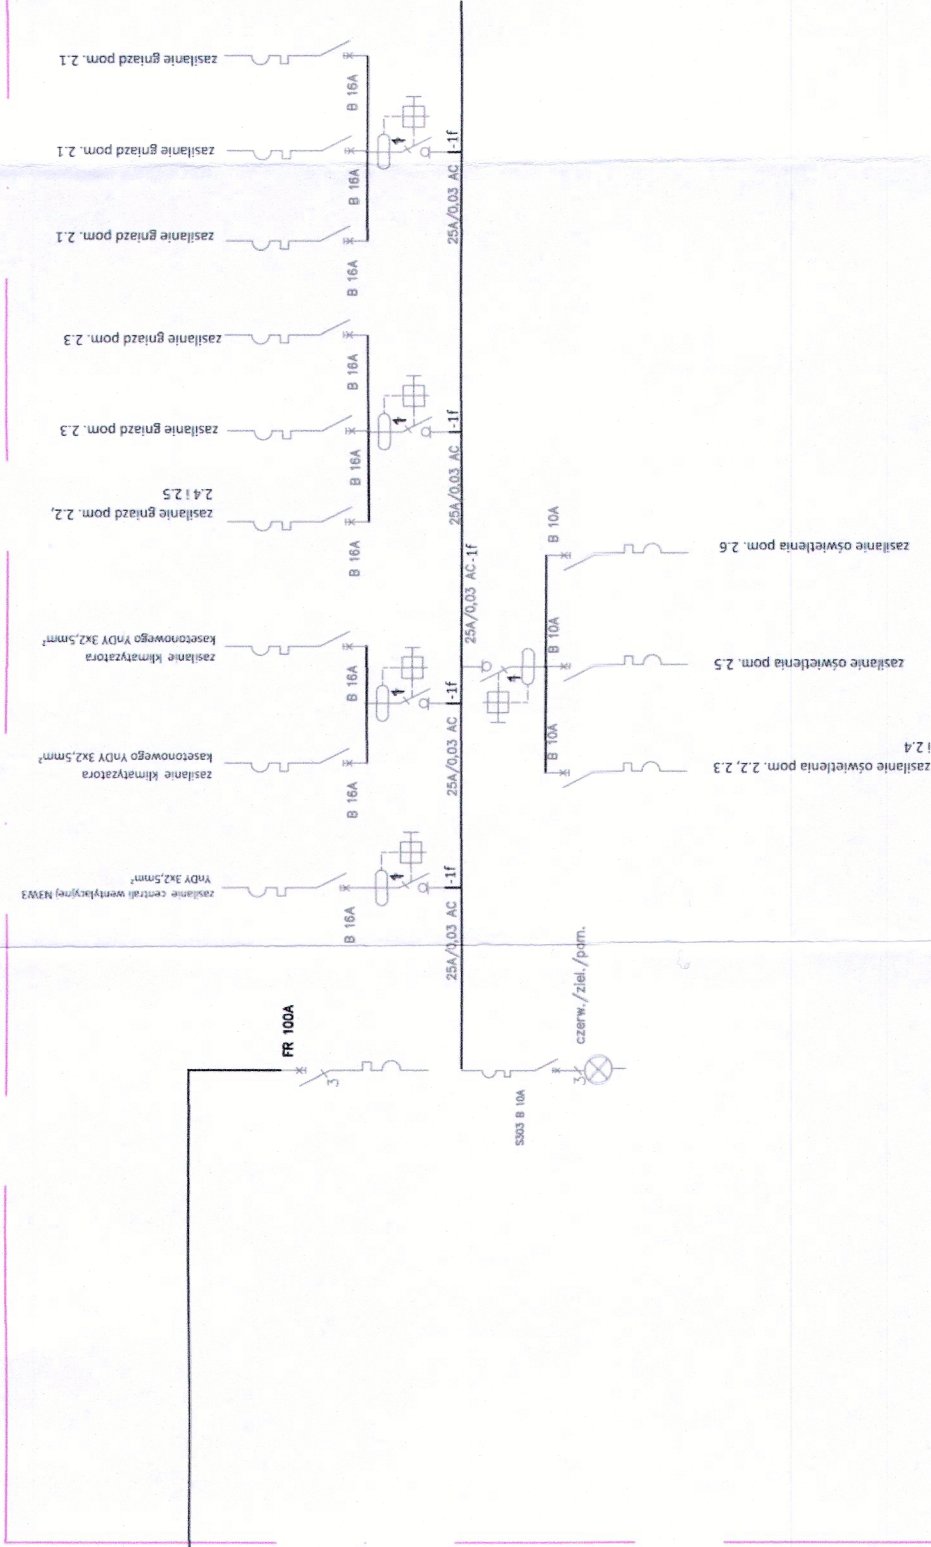 zasilanie gniazd pom. 2.1
B 16A
zasilanie gniazd pom. 2.1
B 16A
zasilanie gniazd pom. 2.1
B 16A
25A/0,03 AC -1f
zasilanie gniazd pom. 2.3
B 16A
zasilanie gniazd pom. 2.3
B 16A
zasilanie gniazd pom. 2.2,
2.4 i 2.5
B 16A
25A/0,03 AC -1f
zasilanie klimatyzatora
kasetonowego YnDY 3x2,5mm²
B 16A
zasilanie klimatyzatora
kasetonowego YnDY 3x2,5mm²
B 16A
25A/0,03 AC -1f
zasilanie centrali wentylacyjnej N3W3
YnDY 3x2,5mm²
B 16A
25A/0,03 AC -1f
25A/0,03 AC-1f
B 10A
zasilanie oświetlenia pom. 2.6
B 10A
zasilanie oświetlenia pom. 2.5
B 10A
zasilanie oświetlenia pom. 2.2, 2.3
i 2.4
FR 100A
3
S303 B 10A
3
czerw./ziel./pom.